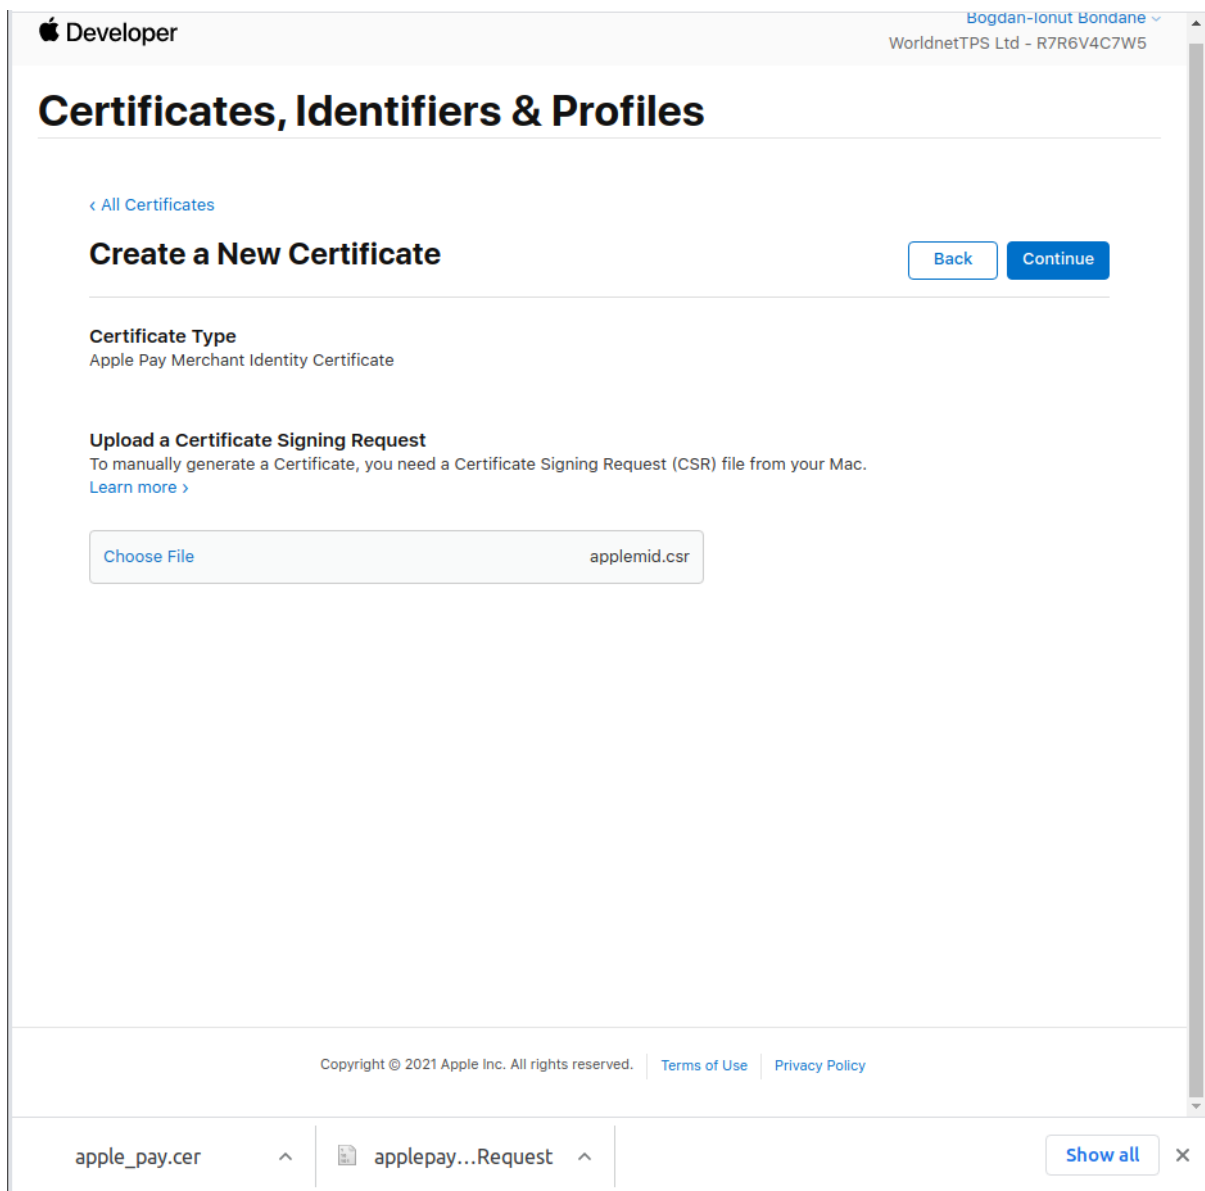 Developer
Bogdan-Ionut Bondane
WorldnetTPS Ltd - R7R6V4C7W5
Certificates, Identifiers & Profiles
‹ All Certificates
Create a New Certificate
Back
Continue
Certificate Type
Apple Pay Merchant Identity Certificate
Upload a Certificate Signing Request
To manually generate a Certificate, you need a Certificate Signing Request (CSR) file from your Mac.
Learn more ›
Choose File
applemid.csr
Copyright © 2021 Apple Inc. All rights reserved.
Terms of Use
Privacy Policy
apple_pay.cer
applepay...Request
Show all